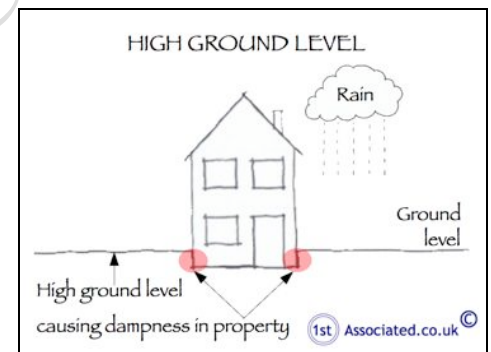 HIGH GROUND LEVEL
Rain
Ground
level
High ground level
causing dampness in property
1st Associated.co.uk©